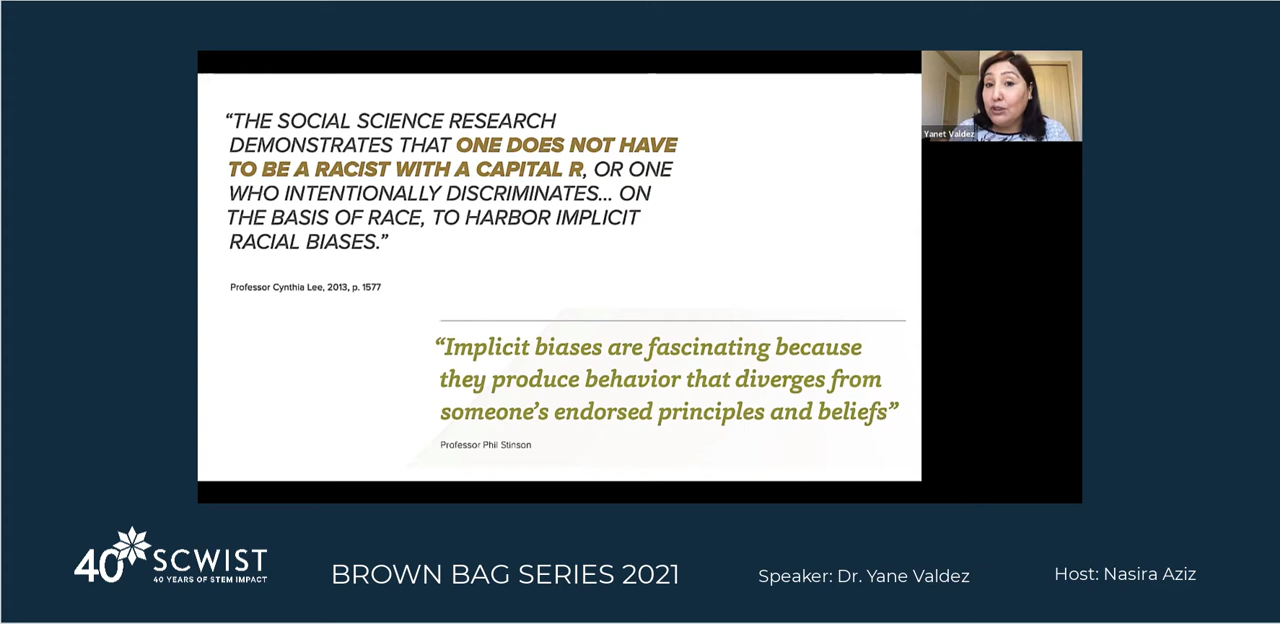 “THE SOCIAL SCIENCE RESEARCH
DEMONSTRATES THAT ONE DOES NOT HAVE
TO BE A RACIST WITH A CAPITAL R, OR ONE
WHO INTENTIONALLY DISCRIMINATES... ON
THE BASIS OF RACE, TO HARBOR IMPLICIT
RACIAL BIASES.”
Professor Cynthia Lee, 2013, p. 1577
“Implicit biases are fascinating because
they produce behavior that diverges from
someone’s endorsed principles and beliefs”
Professor Phil Stinson
Yanet Valdez
40 SCWIST
40 YEARS OF STEM IMPACT
BROWN BAG SERIES 2021
Speaker: Dr. Yane Valdez
Host: Nasira Aziz